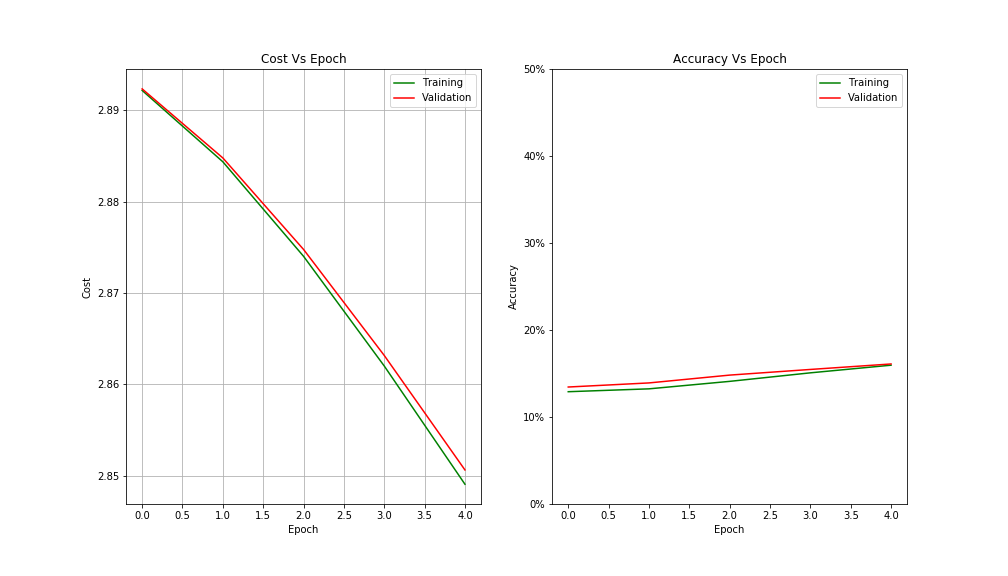 Cost Vs Epoch
Training
Validation
2.89
2.88
2.87
2.86
2.85
Cost
0.0 0.5 1.0 1.5 2.0 2.5 3.0 3.5 4.0
Epoch
Accuracy Vs Epoch
Training
Validation
50%
40%
30%
20%
10%
0%
Accuracy
0.0 0.5 1.0 1.5 2.0 2.5 3.0 3.5 4.0
Epoch